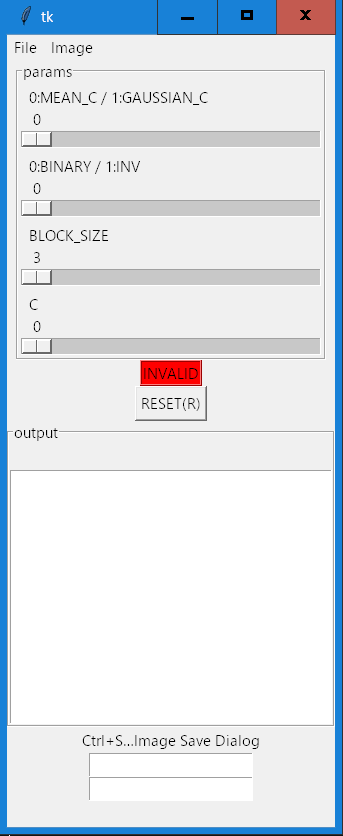 tk
File Image
params
0:MEAN_C / 1:GAUSSIAN_C
0
0:BINARY / 1:INV
0
BLOCK_SIZE
3
C
0
INVALID
RESET(R)
output
Ctrl+S...Image Save Dialog